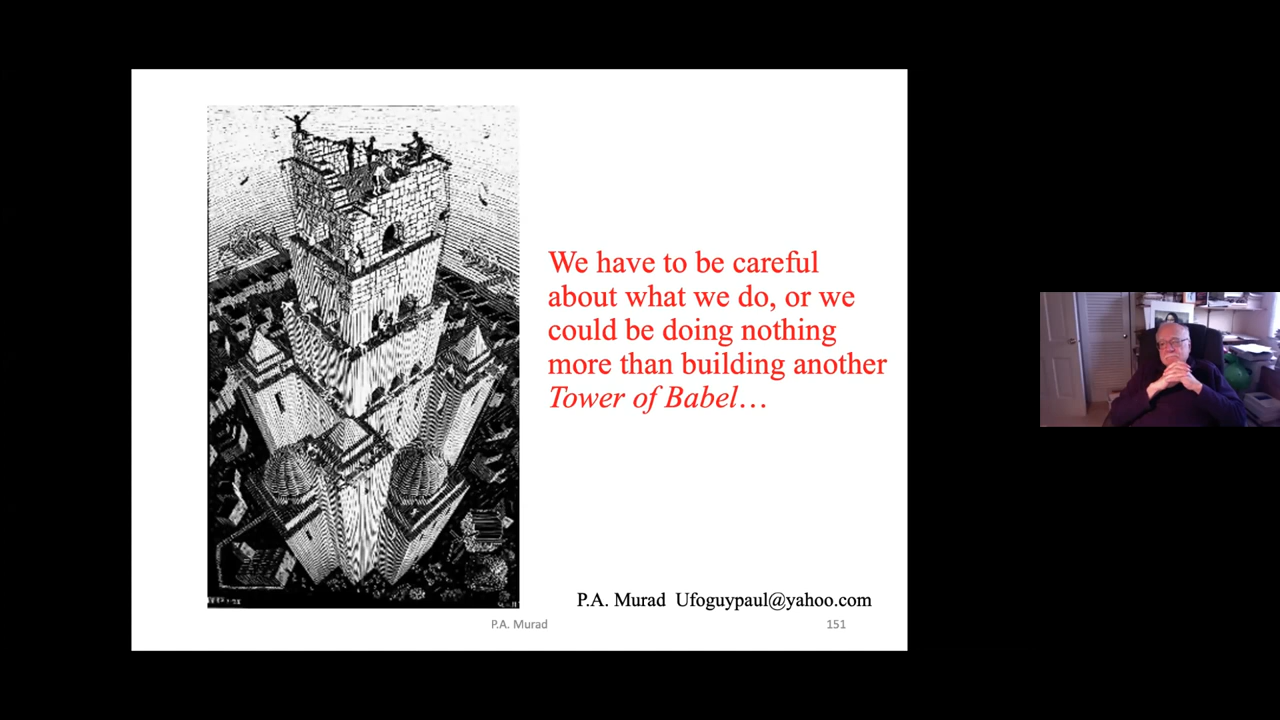 We have to be careful
about what we do, or we
could be doing nothing
more than building another
Tower of Babel…
P.A. Murad Ufoguypaul@yahoo.com
P.A. Murad
151